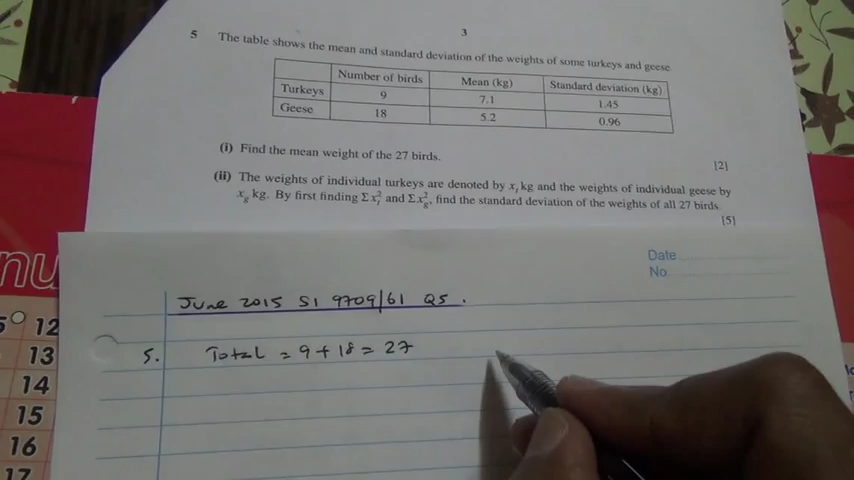 3
5 The table shows the mean and standard deviation of the weights of some turkeys and geese
Number of birds Mean (kg) Standard deviation (kg)
Turkeys 9 7.1 1.45
Geese 18 5.2 0.96
(i) Find the mean weight of the 27 birds. [2]
(ii) The weights of individual turkeys are denoted by xₜ kg and the weights of individual geese by
x_g kg. By first finding Σxₜ² and Σx_g², find the standard deviation of the weights of all 27 birds.
[5]
Date
No.
June 2015 S1 9709/61 Q5.
5. Total = 9 + 18 = 27
nu
5 12
13
14
15
16
17